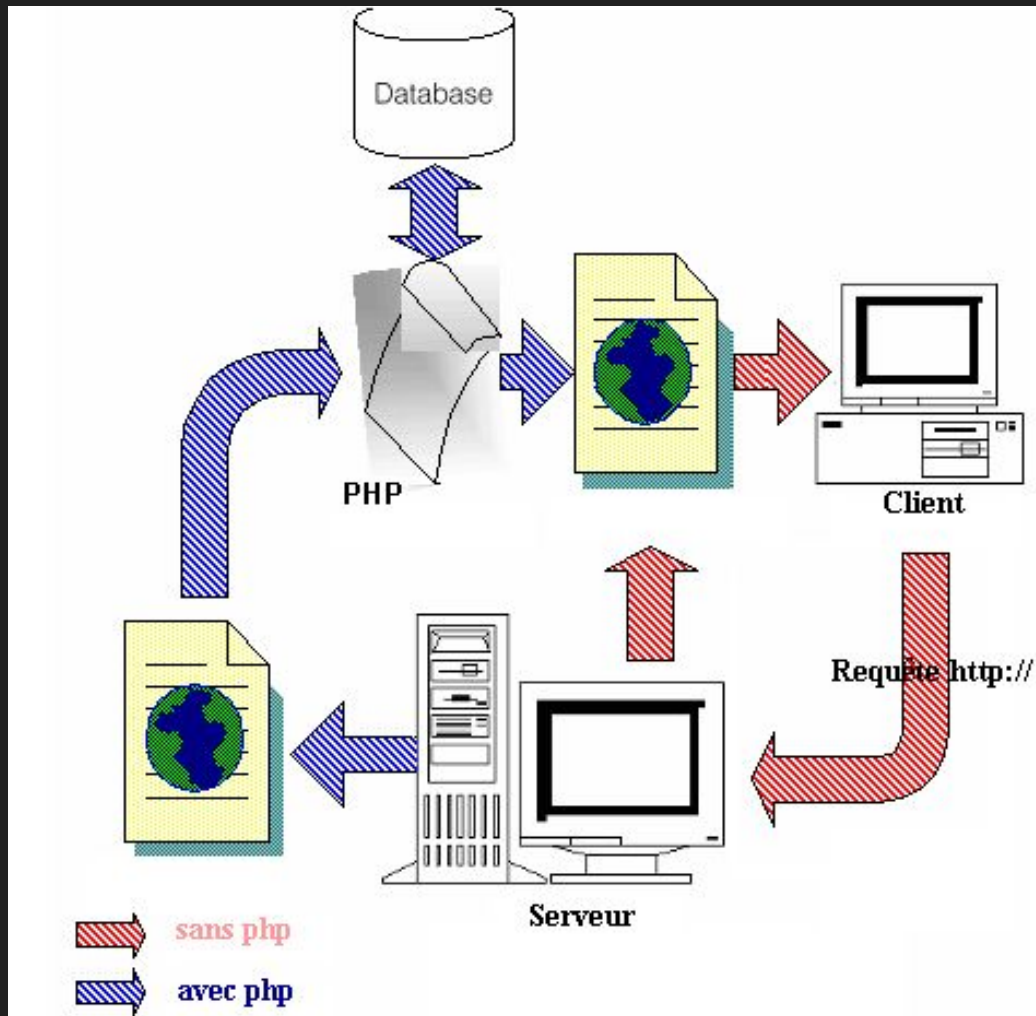 Database
PHP
Client
Requête http://
Serveur
sans php
avec php